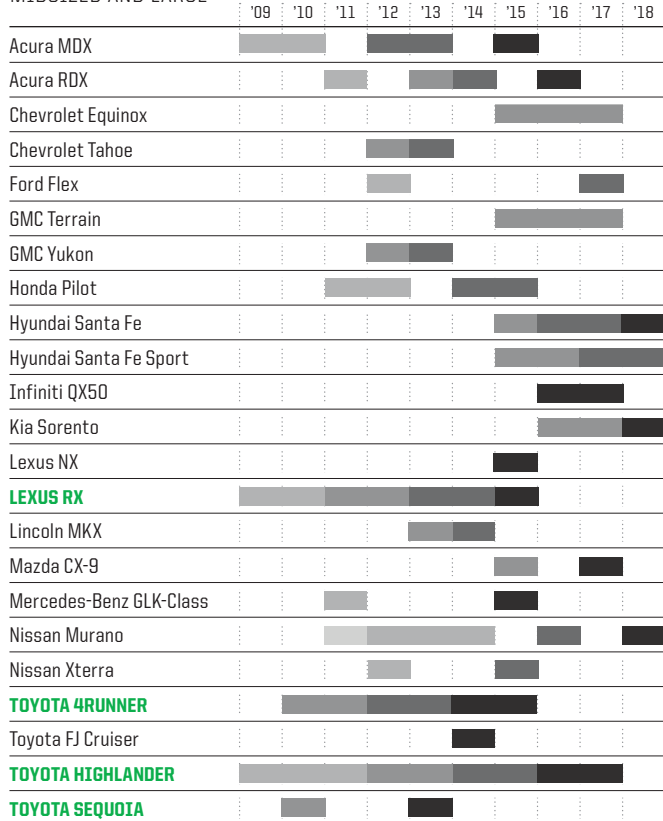 MIDSIZED AND LARGE
'09 '10 '11 '12 '13 '14 '15 '16 '17 '18
Acura MDX
Acura RDX
Chevrolet Equinox
Chevrolet Tahoe
Ford Flex
GMC Terrain
GMC Yukon
Honda Pilot
Hyundai Santa Fe
Hyundai Santa Fe Sport
Infiniti QX50
Kia Sorento
Lexus NX
LEXUS RX
Lincoln MKX
Mazda CX-9
Mercedes-Benz GLK-Class
Nissan Murano
Nissan Xterra
TOYOTA 4RUNNER
Toyota FJ Cruiser
TOYOTA HIGHLANDER
TOYOTA SEQUOIA